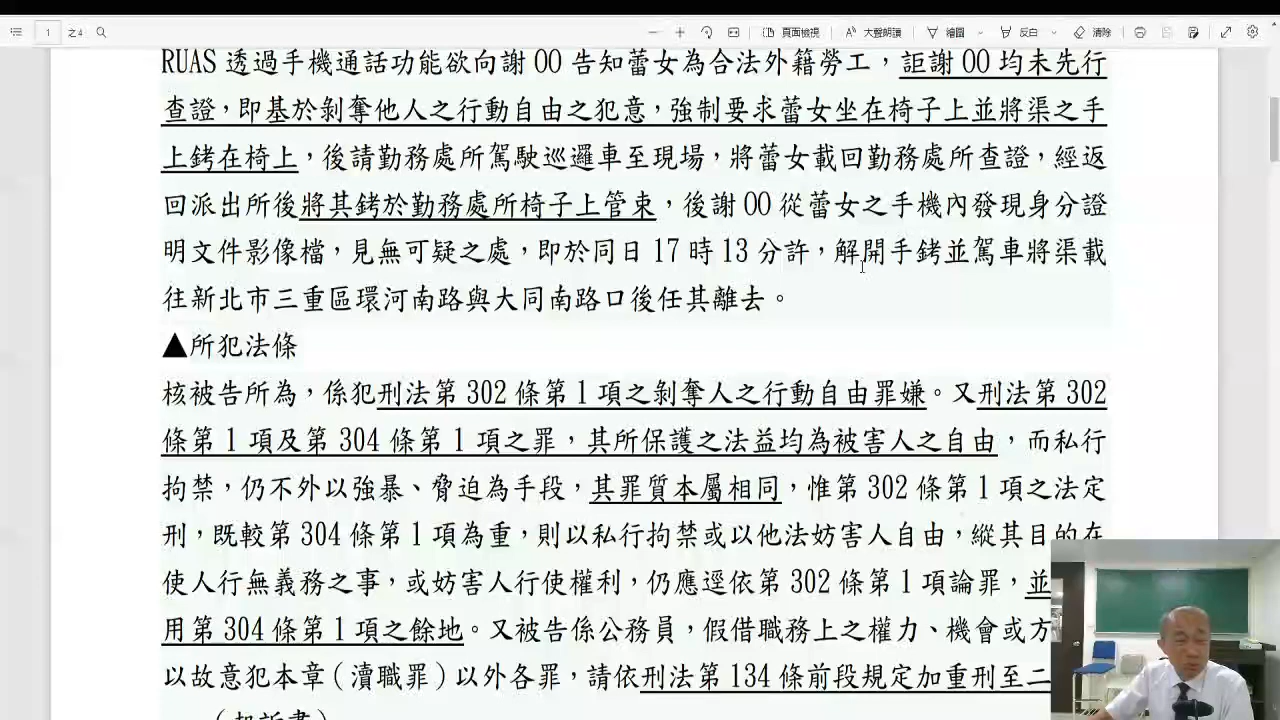 1 之4 頁面檢視 大聲朗讀 繪圖 反白 清除
RUAS 透過手機通話功能欲向謝 OO 告知蕾女為合法外籍勞工，詎謝 OO 均未先行
查證，即基於剝奪他人之行動自由之犯意，強制要求蕾女坐在椅子上並將渠之手
上銬在椅上，後請勤務處所駕駛巡邏車至現場，將蕾女載回勤務處所查證，經返
回派出所後將其銬於勤務處所椅子上管束，後謝 OO 從蕾女之手機內發現身分證
明文件影像檔，見無可疑之處，即於同日 17 時 13 分許，解開手銬並駕車將渠載
往新北市三重區環河南路與大同南路口後任其離去。
▲所犯法條
核被告所為，係犯刑法第 302 條第 1 項之剝奪人之行動自由罪嫌。又刑法第 302
條第 1 項及第 304 條第 1 項之罪，其所保護之法益均為被害人之自由，而私行
拘禁，仍不外以強暴、脅迫為手段，其罪質本屬相同，惟第 302 條第 1 項之法定
刑，既較第 304 條第 1 項為重，則以私行拘禁或以他法妨害人自由，縱其目的在
使人行無義務之事，或妨害人行使權利，仍應逕依第 302 條第 1 項論罪，並
用第 304 條第 1 項之餘地。又被告係公務員，假借職務上之權力、機會或方
以故意犯本章（瀆職罪）以外各罪，請依刑法第 134 條前段規定加重刑至二